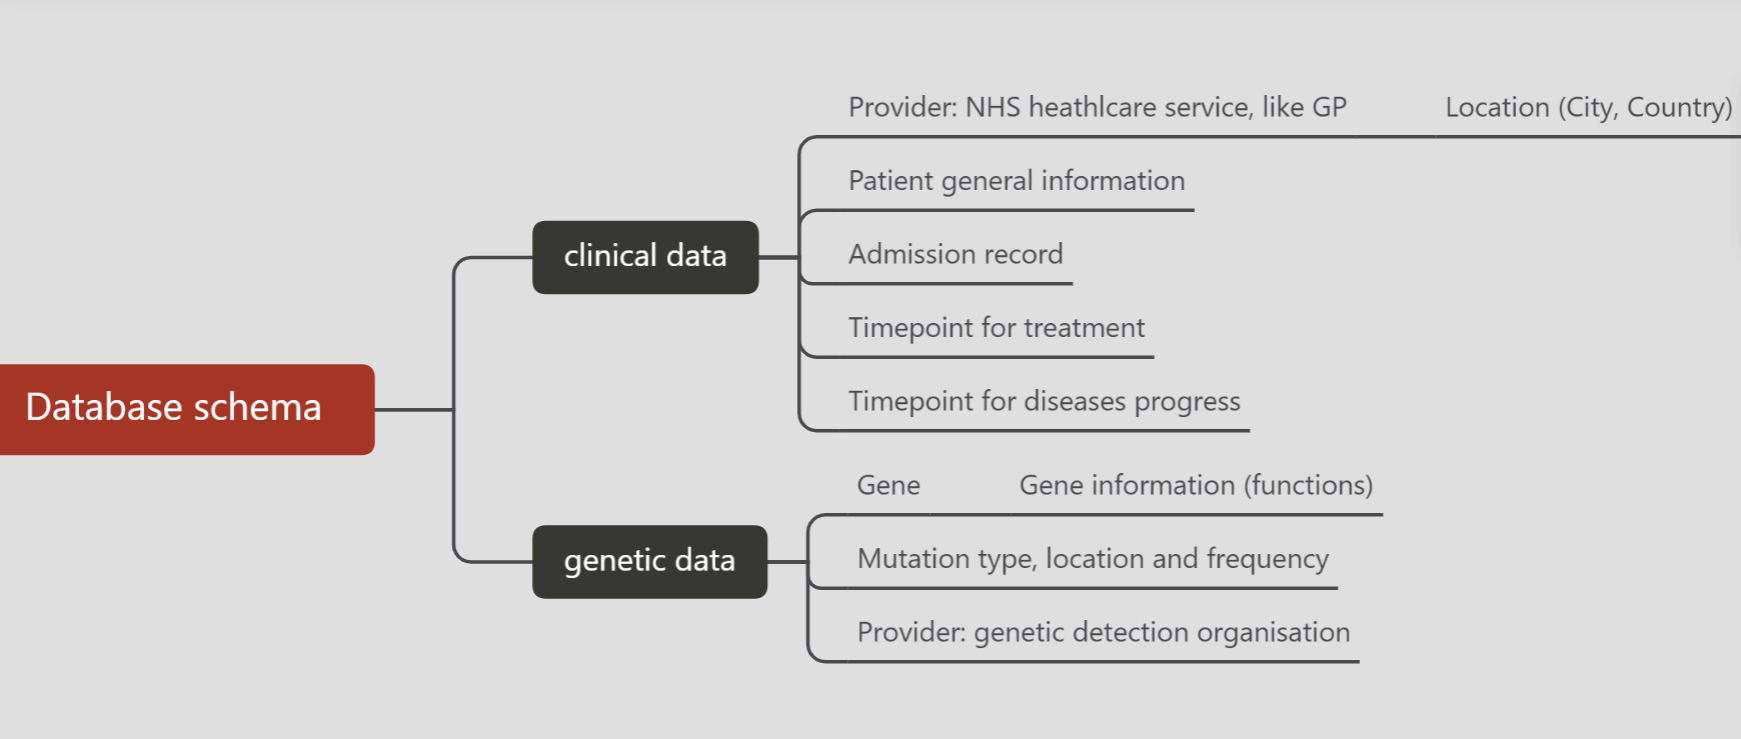 Provider: NHS heathlcare service, like GP
Location (City, Country)
Patient general information
Admission record
Timepoint for treatment
Timepoint for diseases progress
clinical data
Database schema
Gene
Gene information (functions)
Mutation type, location and frequency
Provider: genetic detection organisation
genetic data